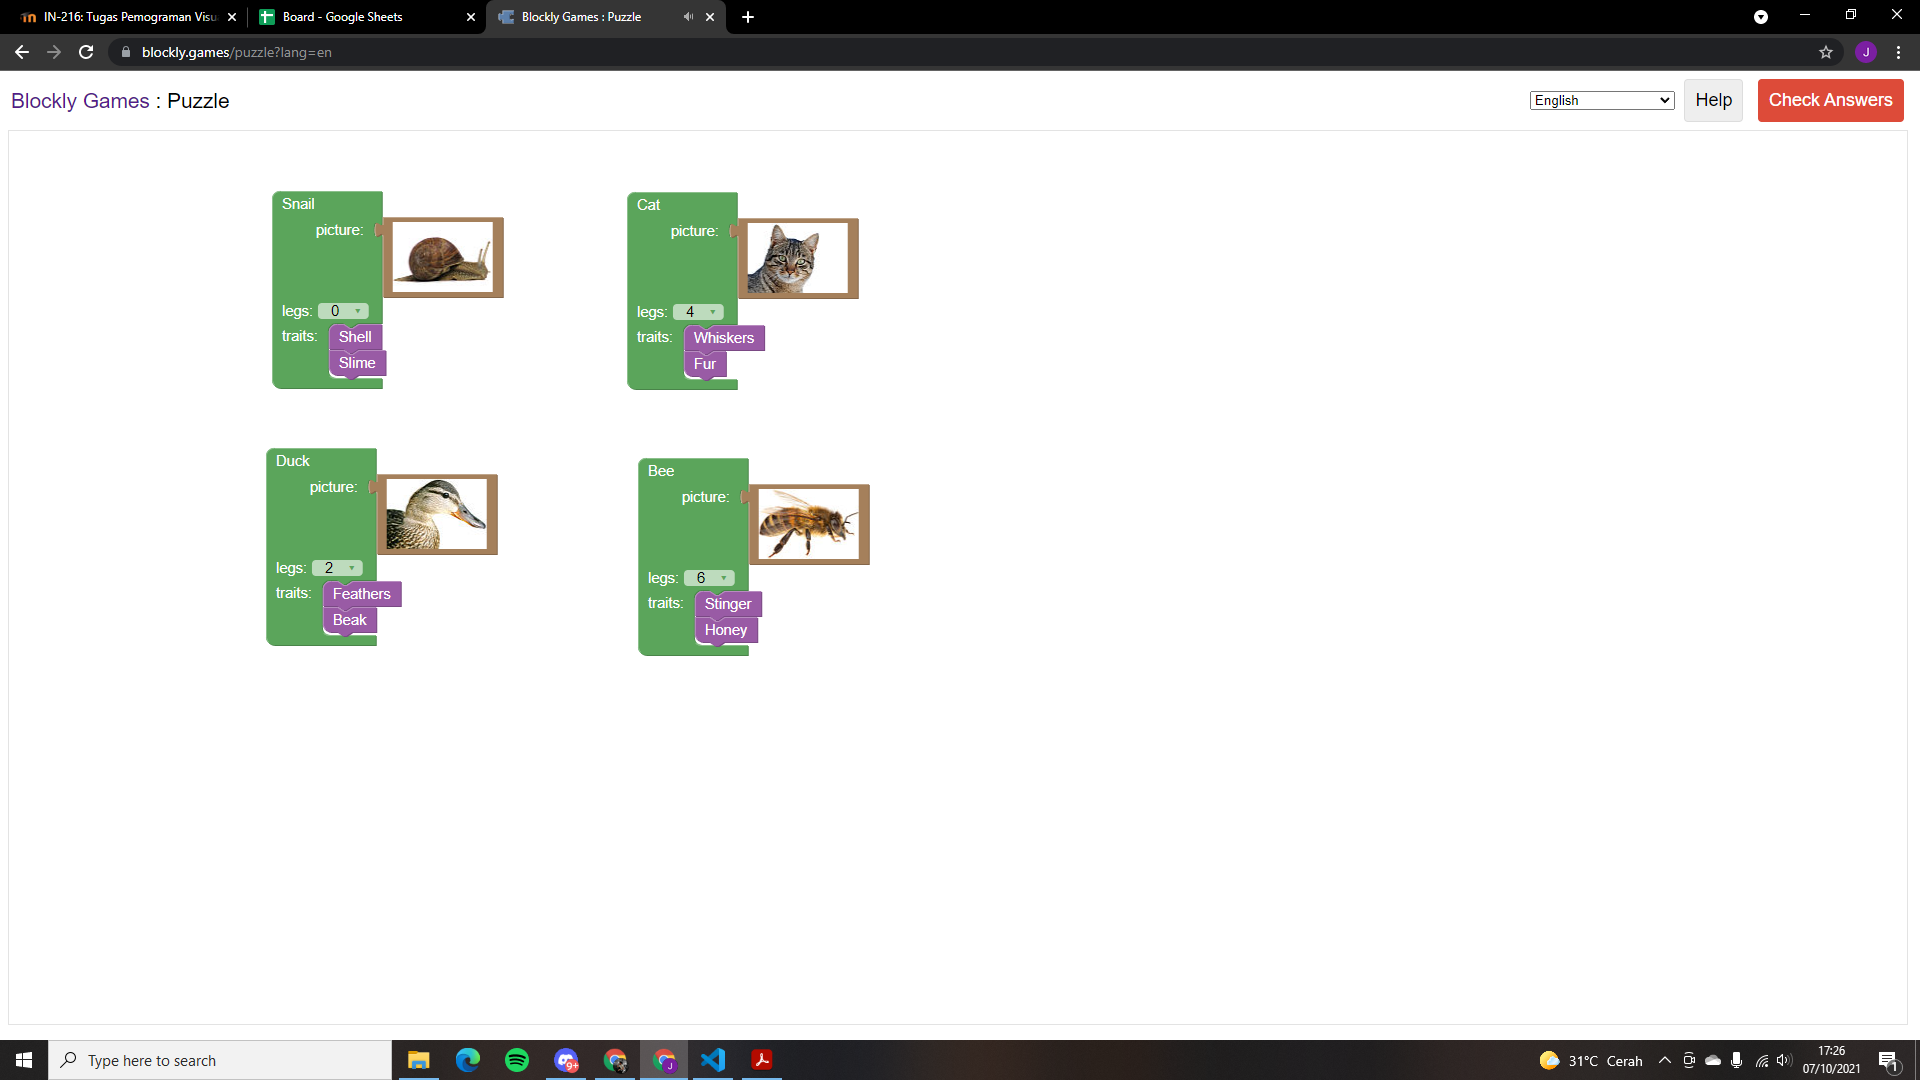 IN-216: Tugas Pemograman Visu
Board - Google Sheets
Blockly Games : Puzzle
blockly.games/puzzle?lang=en
J
Blockly Games : Puzzle
English
Help
Check Answers
Snail
picture:
legs: 0
traits: Shell
Slime
Cat
picture:
legs: 4
traits: Whiskers
Fur
Duck
picture:
legs: 2
traits: Feathers
Beak
Bee
picture:
legs: 6
traits: Stinger
Honey
Type here to search
9+
J
31°C Cerah
17:26
07/10/2021
1